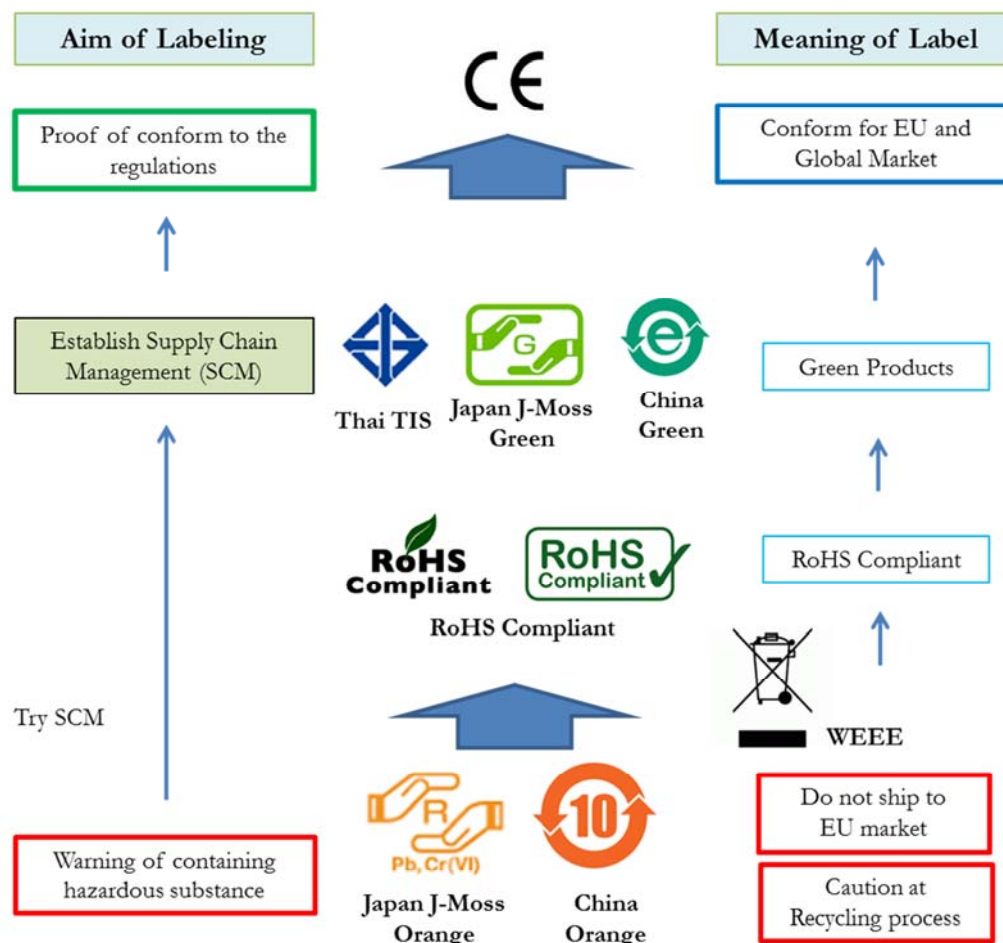 Aim of Labeling
CE
Meaning of Label
Proof of conform to the
regulations
Conform for EU and
Global Market
Establish Supply Chain
Management (SCM)
G
e
Thai TIS
Japan J-Moss
Green
China
Green
Green Products
RoHS
Compliant
RoHS
Compliant
RoHS Compliant
RoHS Compliant
Try SCM
WEEE
R
Pb, Cr(VI)
10
Japan J-Moss
Orange
China
Orange
Do not ship to
EU market
Warning of containing
hazardous substance
Caution at
Recycling process